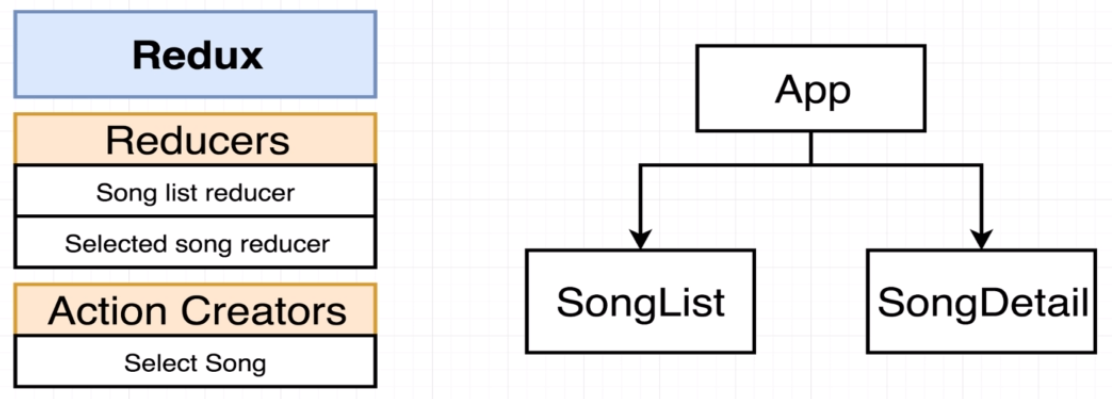 Redux
Reducers
Song list reducer
Selected song reducer
Action Creators
Select Song
App
SongList
SongDetail